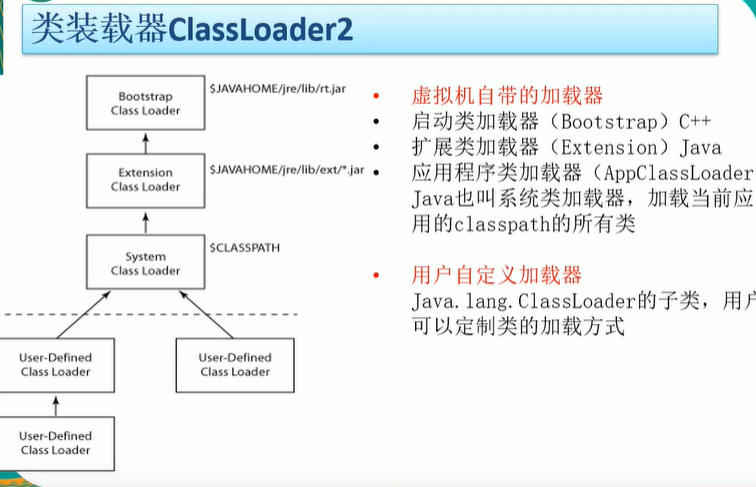 类装载器ClassLoader2
Bootstrap
Class Loader
$JAVAHOME/jre/lib/rt.jar
Extension
Class Loader
$JAVAHOME/jre/lib/ext/*.jar
System
Class Loader
$CLASSPATH
User-Defined
Class Loader
User-Defined
Class Loader
User-Defined
Class Loader
• 虚拟机自带的加载器
• 启动类加载器（Bootstrap）C++
• 扩展类加载器（Extension）Java
• 应用程序类加载器（AppClassLoader
Java也叫系统类加载器，加载当前应
用的classpath的所有类
• 用户自定义加载器
Java.lang.ClassLoader的子类，用户
可以定制类的加载方式